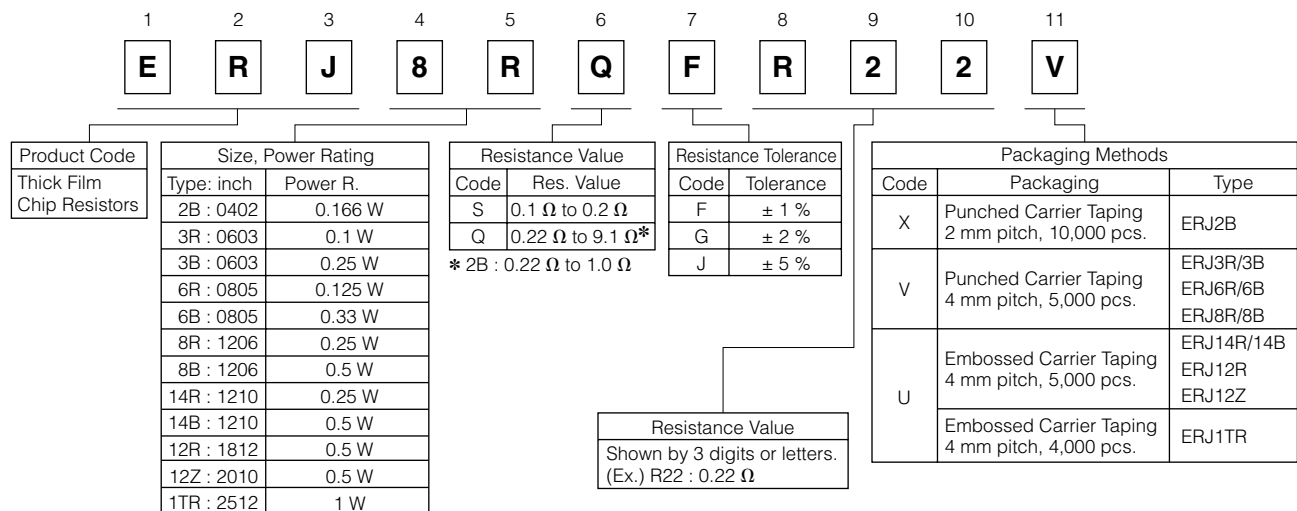 1 2 3 4 5 6 7 8 9 10 11
E R J 8 R Q F R 2 2 V
Product Code
Thick Film
Chip Resistors
Size, Power Rating
Type: inch Power R.
2B : 0402 0.166 W
3R : 0603 0.1 W
3B : 0603 0.25 W
6R : 0805 0.125 W
6B : 0805 0.33 W
8R : 1206 0.25 W
8B : 1206 0.5 W
14R : 1210 0.25 W
14B : 1210 0.5 W
12R : 1812 0.5 W
12Z : 2010 0.5 W
1TR : 2512 1 W
Resistance Value
Code Res. Value
S 0.1 Ω to 0.2 Ω
Q 0.22 Ω to 9.1 Ω*
* 2B : 0.22 Ω to 1.0 Ω
Resistance Tolerance
Code Tolerance
F ± 1 %
G ± 2 %
J ± 5 %
Resistance Value
Shown by 3 digits or letters.
(Ex.) R22 : 0.22 Ω
Packaging Methods
Code Packaging Type
X Punched Carrier Taping
2 mm pitch, 10,000 pcs.
ERJ2B
V Punched Carrier Taping
4 mm pitch, 5,000 pcs.
ERJ3R/3B
ERJ6R/6B
ERJ8R/8B
U Embossed Carrier Taping
4 mm pitch, 5,000 pcs.
ERJ14R/14B
ERJ12R
ERJ12Z
Embossed Carrier Taping
4 mm pitch, 4,000 pcs.
ERJ1TR